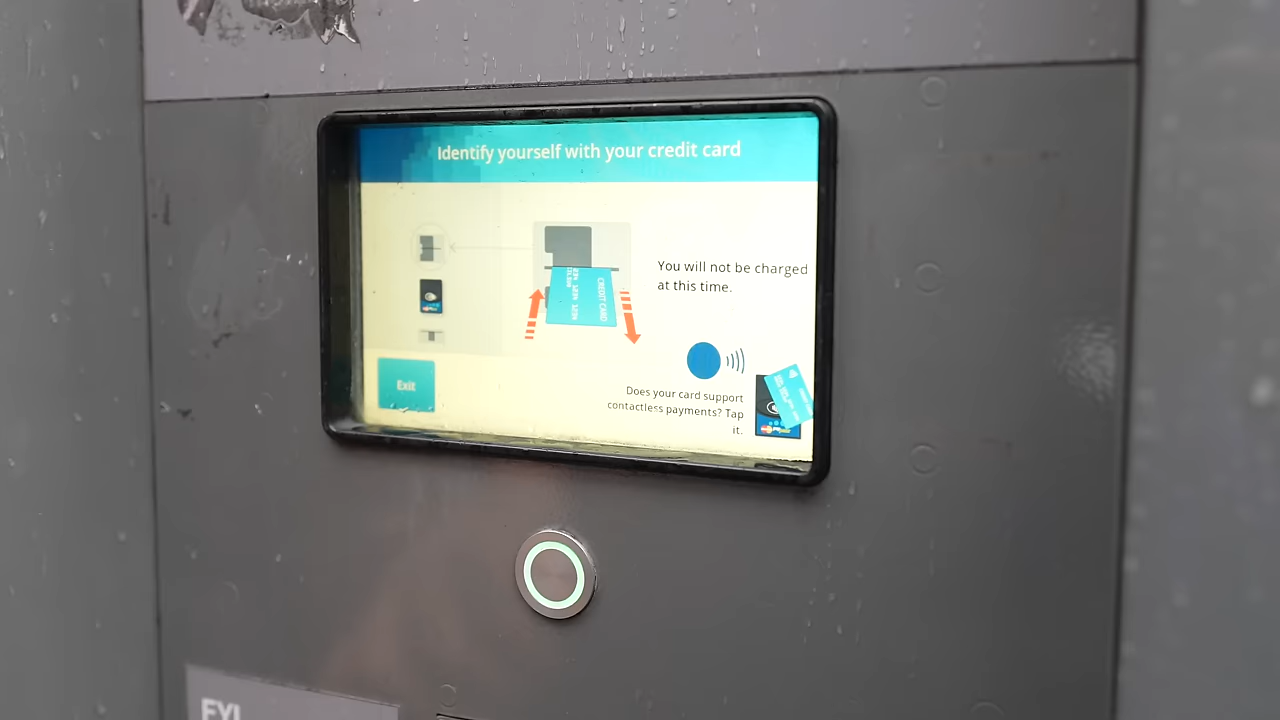 Identify yourself with your credit card
You will not be charged
at this time.
CREDIT CARD
Exit
Does your card support
contactless payments? Tap
it.
FYI